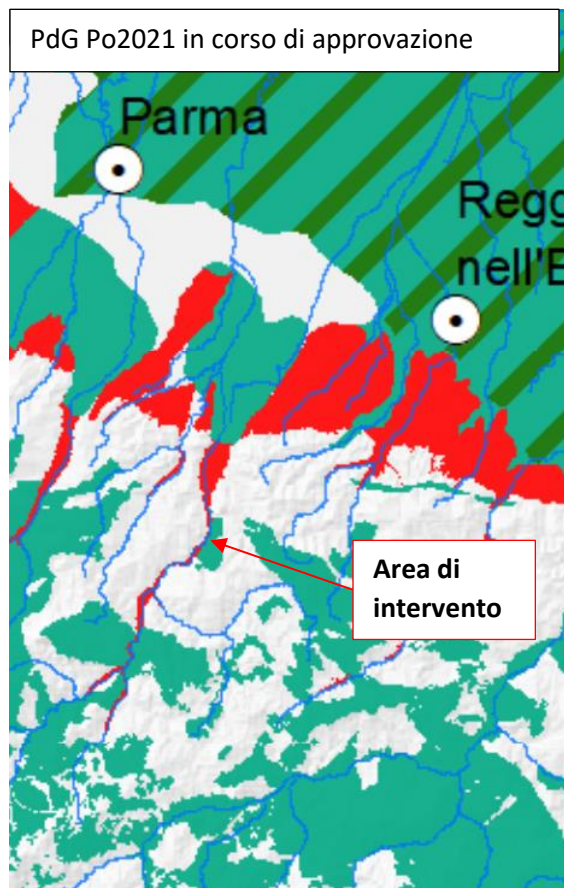 PdG Po2021 in corso di approvazione
Parma
Regg
nell'E
Area di
intervento